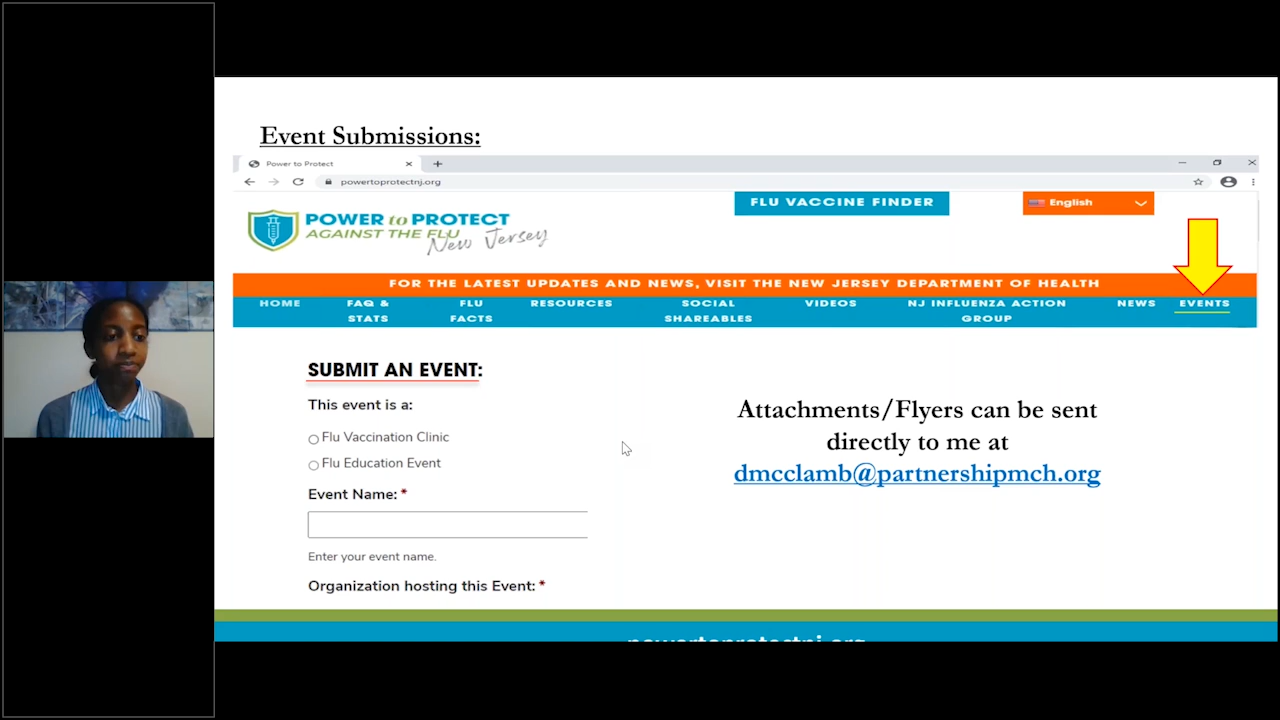 Event Submissions:
Power to Protect
powertoprotectnj.org
FLU VACCINE FINDER
English
POWER to PROTECT
AGAINST THE FLU
New Jersey
FOR THE LATEST UPDATES AND NEWS, VISIT THE NEW JERSEY DEPARTMENT OF HEALTH
HOME
FAQ &
STATS
FLU
FACTS
RESOURCES
SOCIAL
SHAREABLES
VIDEOS
NJ INFLUENZA ACTION
GROUP
NEWS
EVENTS
SUBMIT AN EVENT:
This event is a:
Flu Vaccination Clinic
Flu Education Event
Event Name: *
Enter your event name.
Organization hosting this Event: *
Attachments/Flyers can be sent
directly to me at
dmcclamb@partnershipmch.org
powertoprotectnj.org